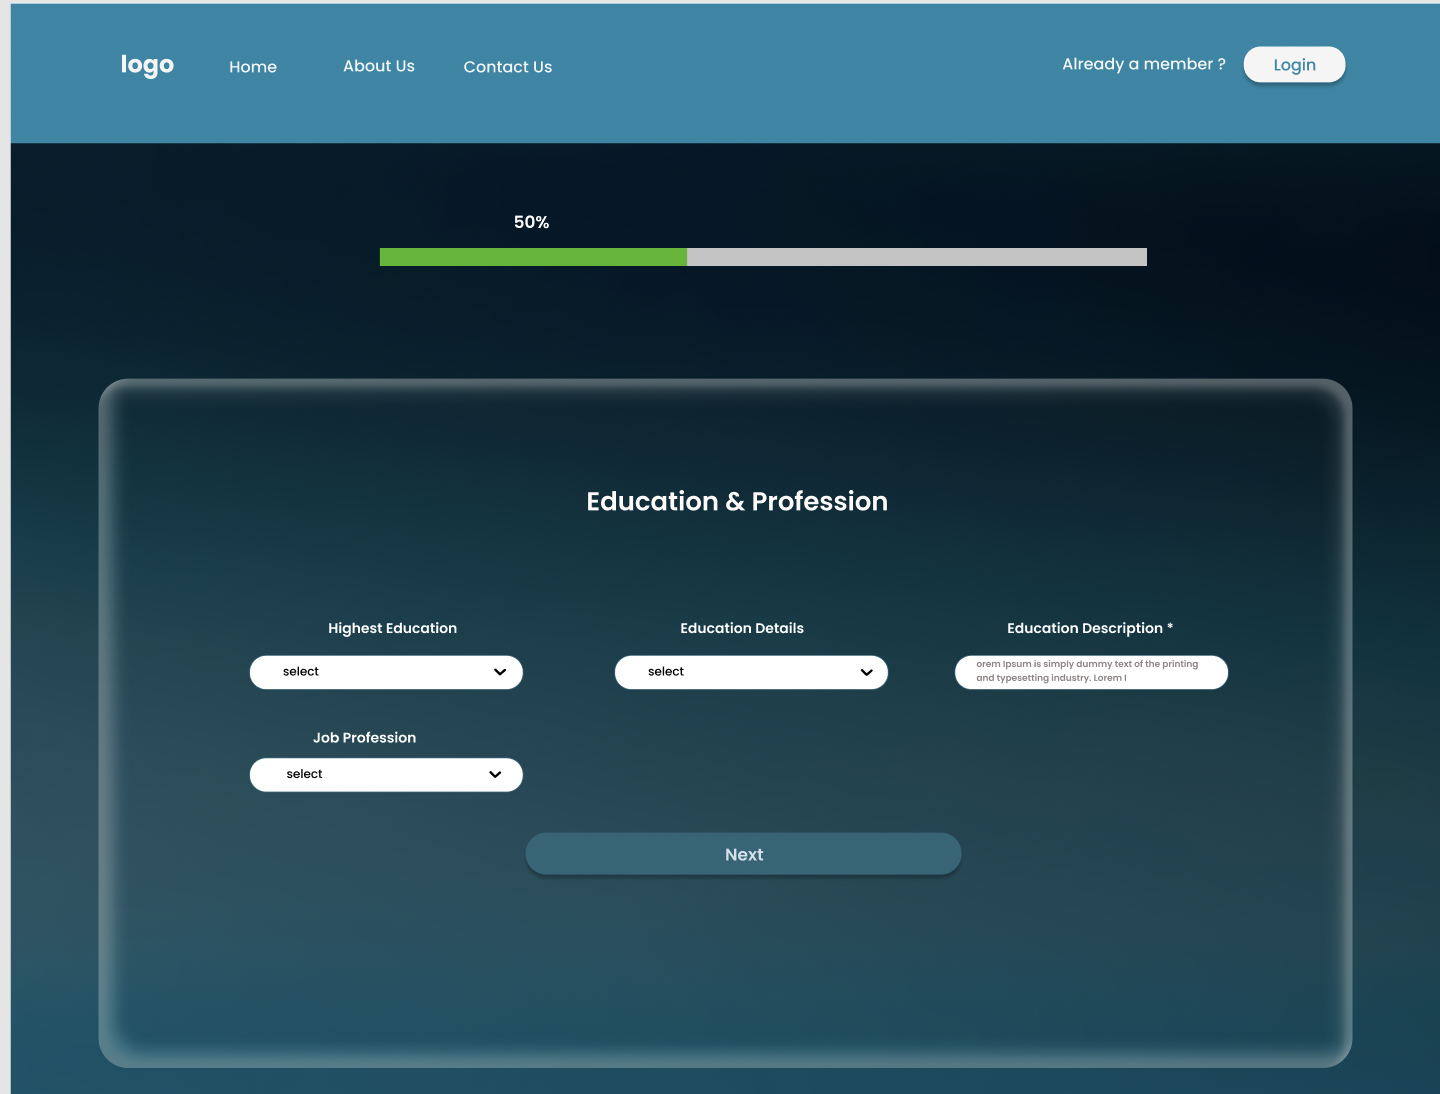 logo
Home
About Us
Contact Us
Already a member ?
Login
50%
Education & Profession
Highest Education
Education Details
Education Description *
select
select
orem Ipsum is simply dummy text of the printing
and typesetting industry. Lorem I
Job Profession
select
Next